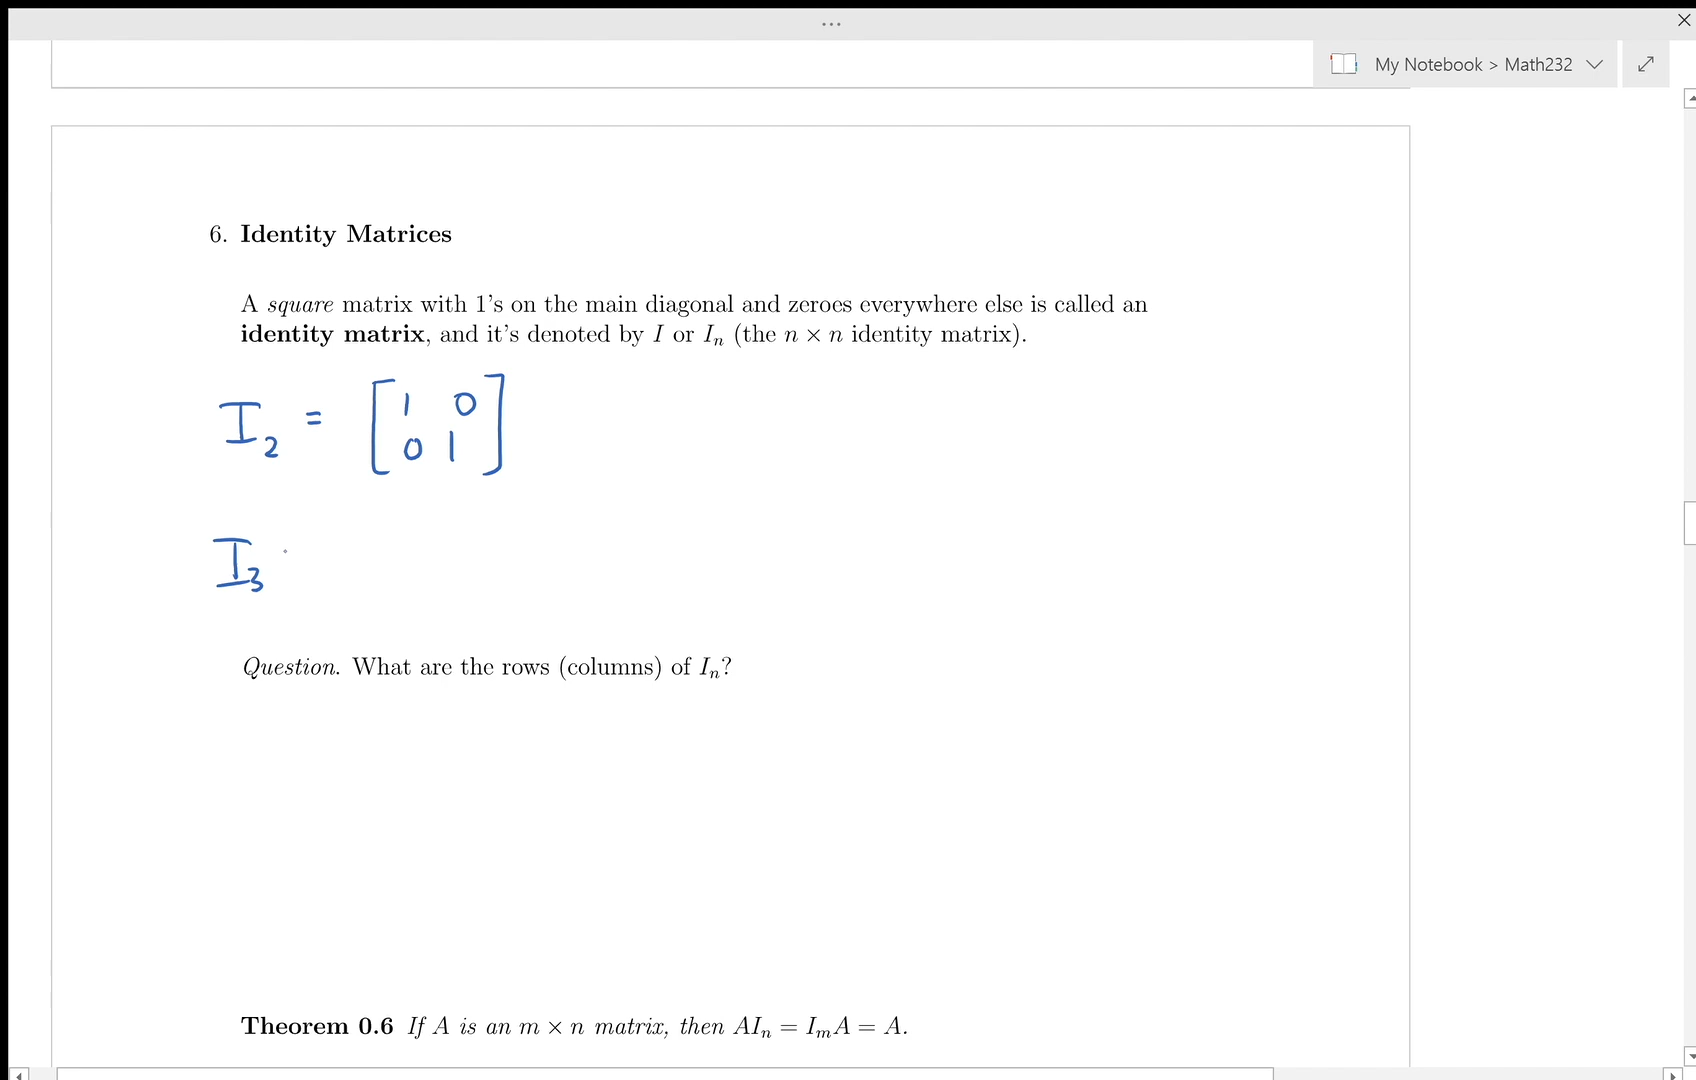 My Notebook > Math232
6. Identity Matrices
A square matrix with 1's on the main diagonal and zeroes everywhere else is called an
identity matrix, and it's denoted by I or Iₙ (the n × n identity matrix).
I₂ = [1 0
0 1]
I₃
Question. What are the rows (columns) of Iₙ?
Theorem 0.6 If A is an m × n matrix, then AIₙ = IₘA = A.